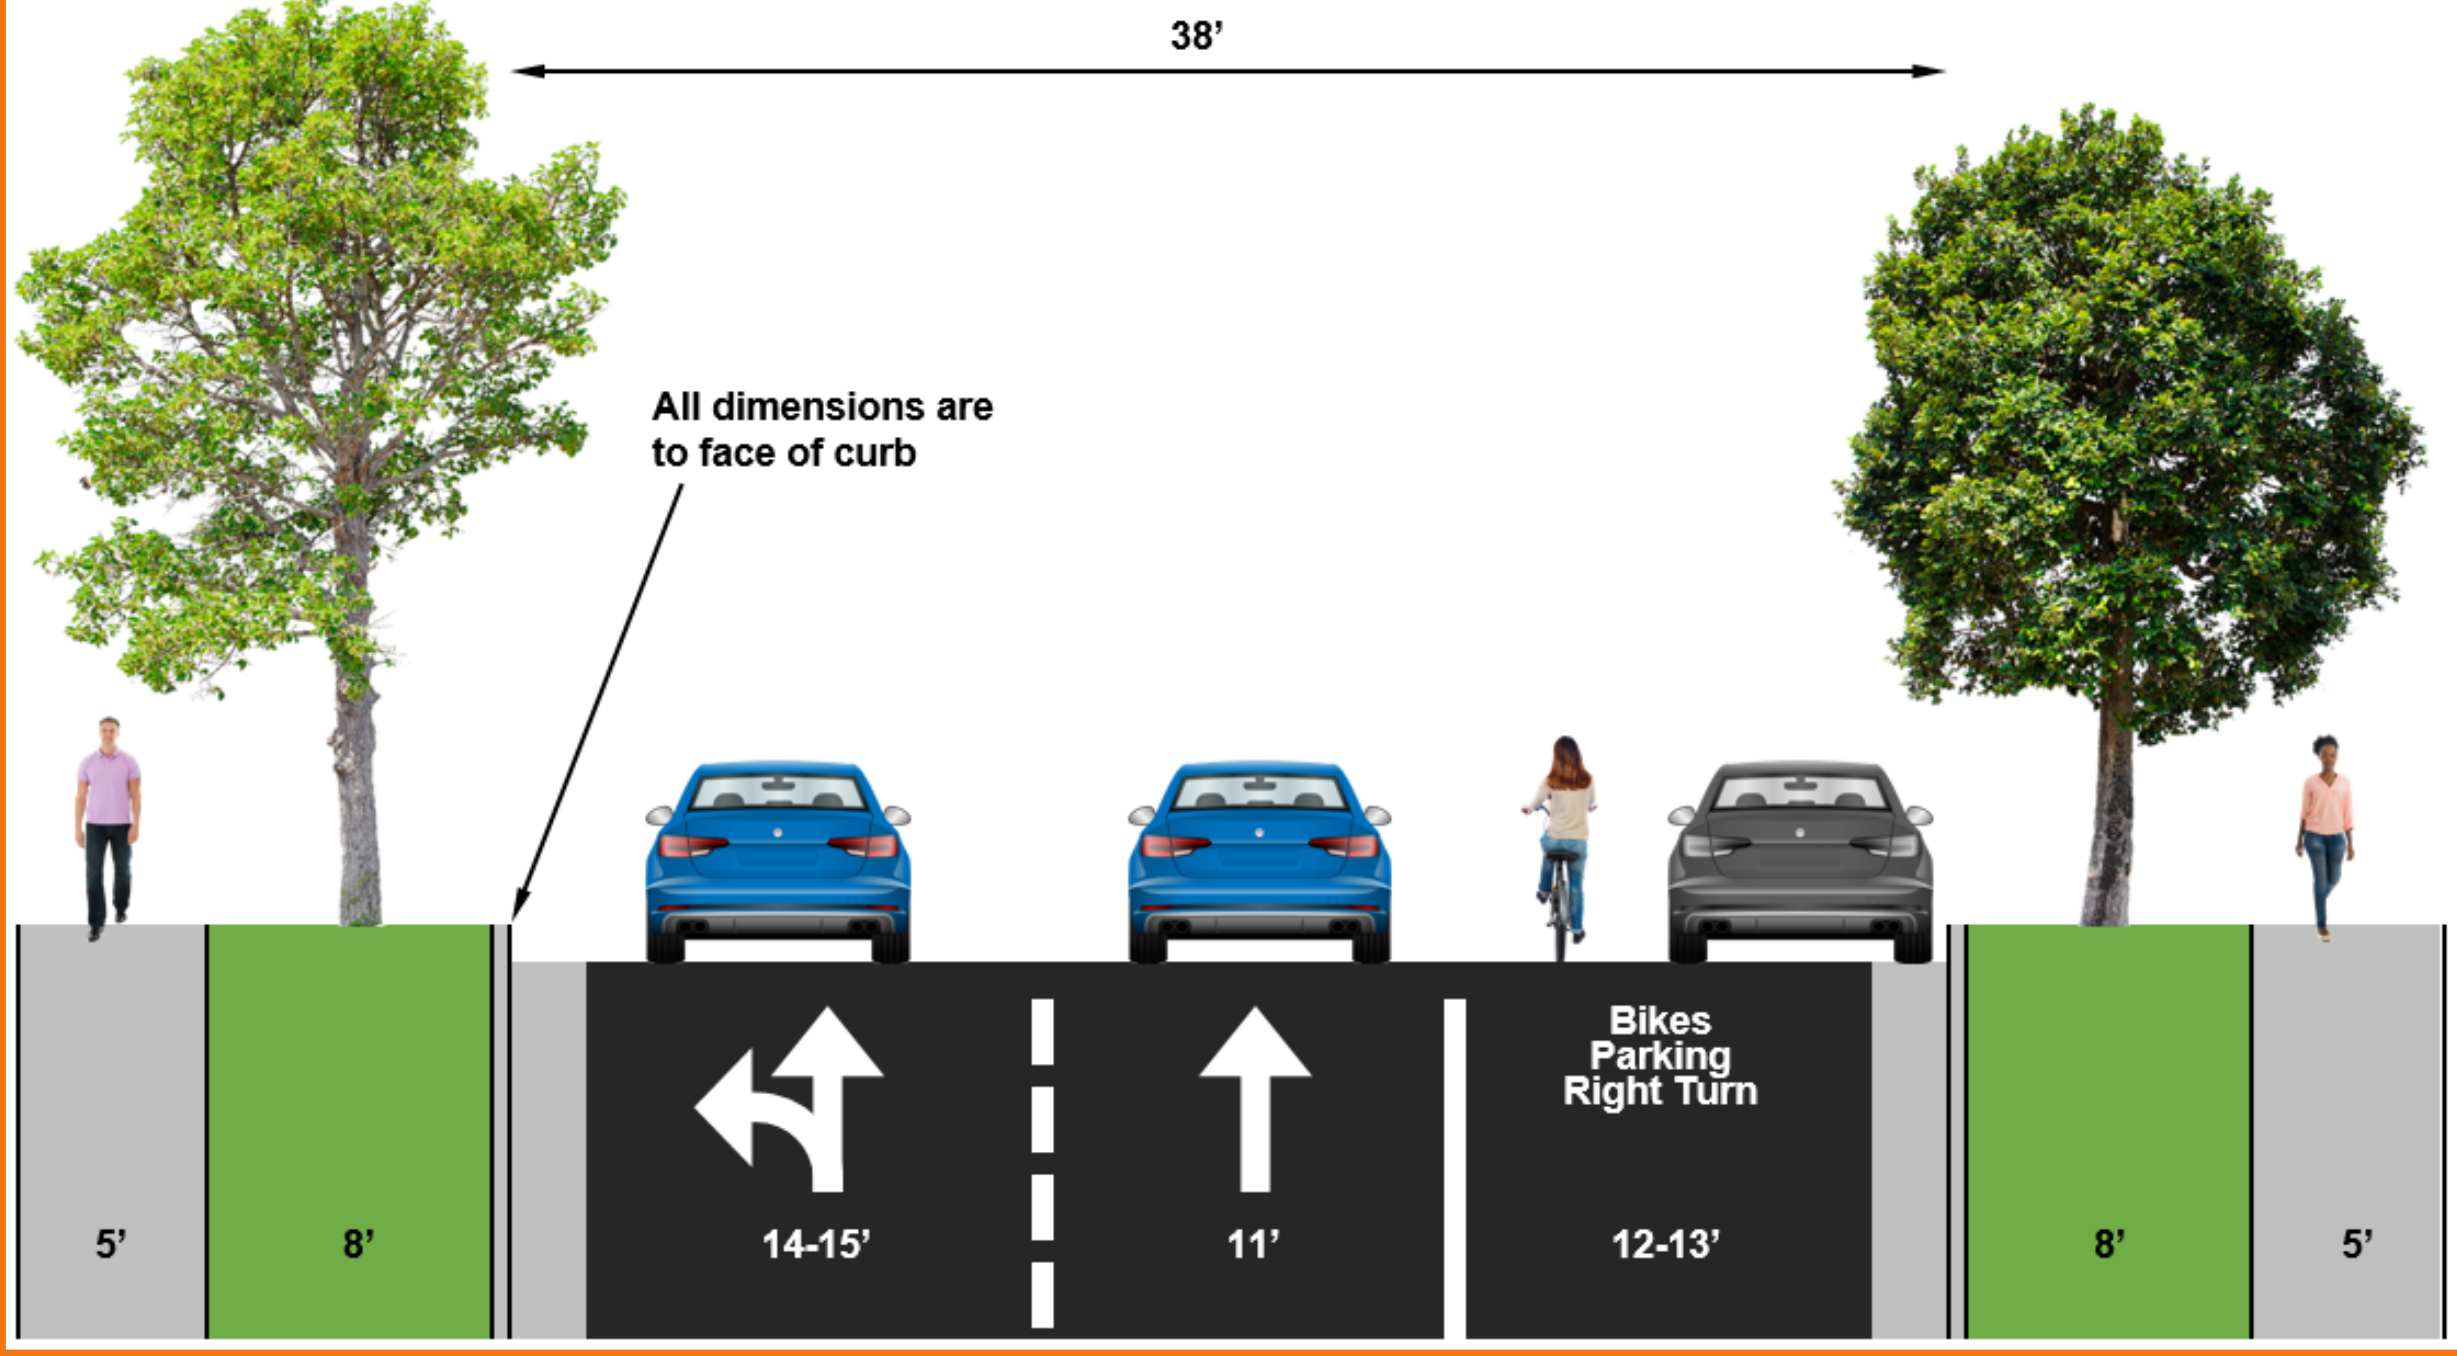 38’
All dimensions are
to face of curb
Bikes
Parking
Right Turn
5’
8’
14-15’
11’
12-13’
8’
5’